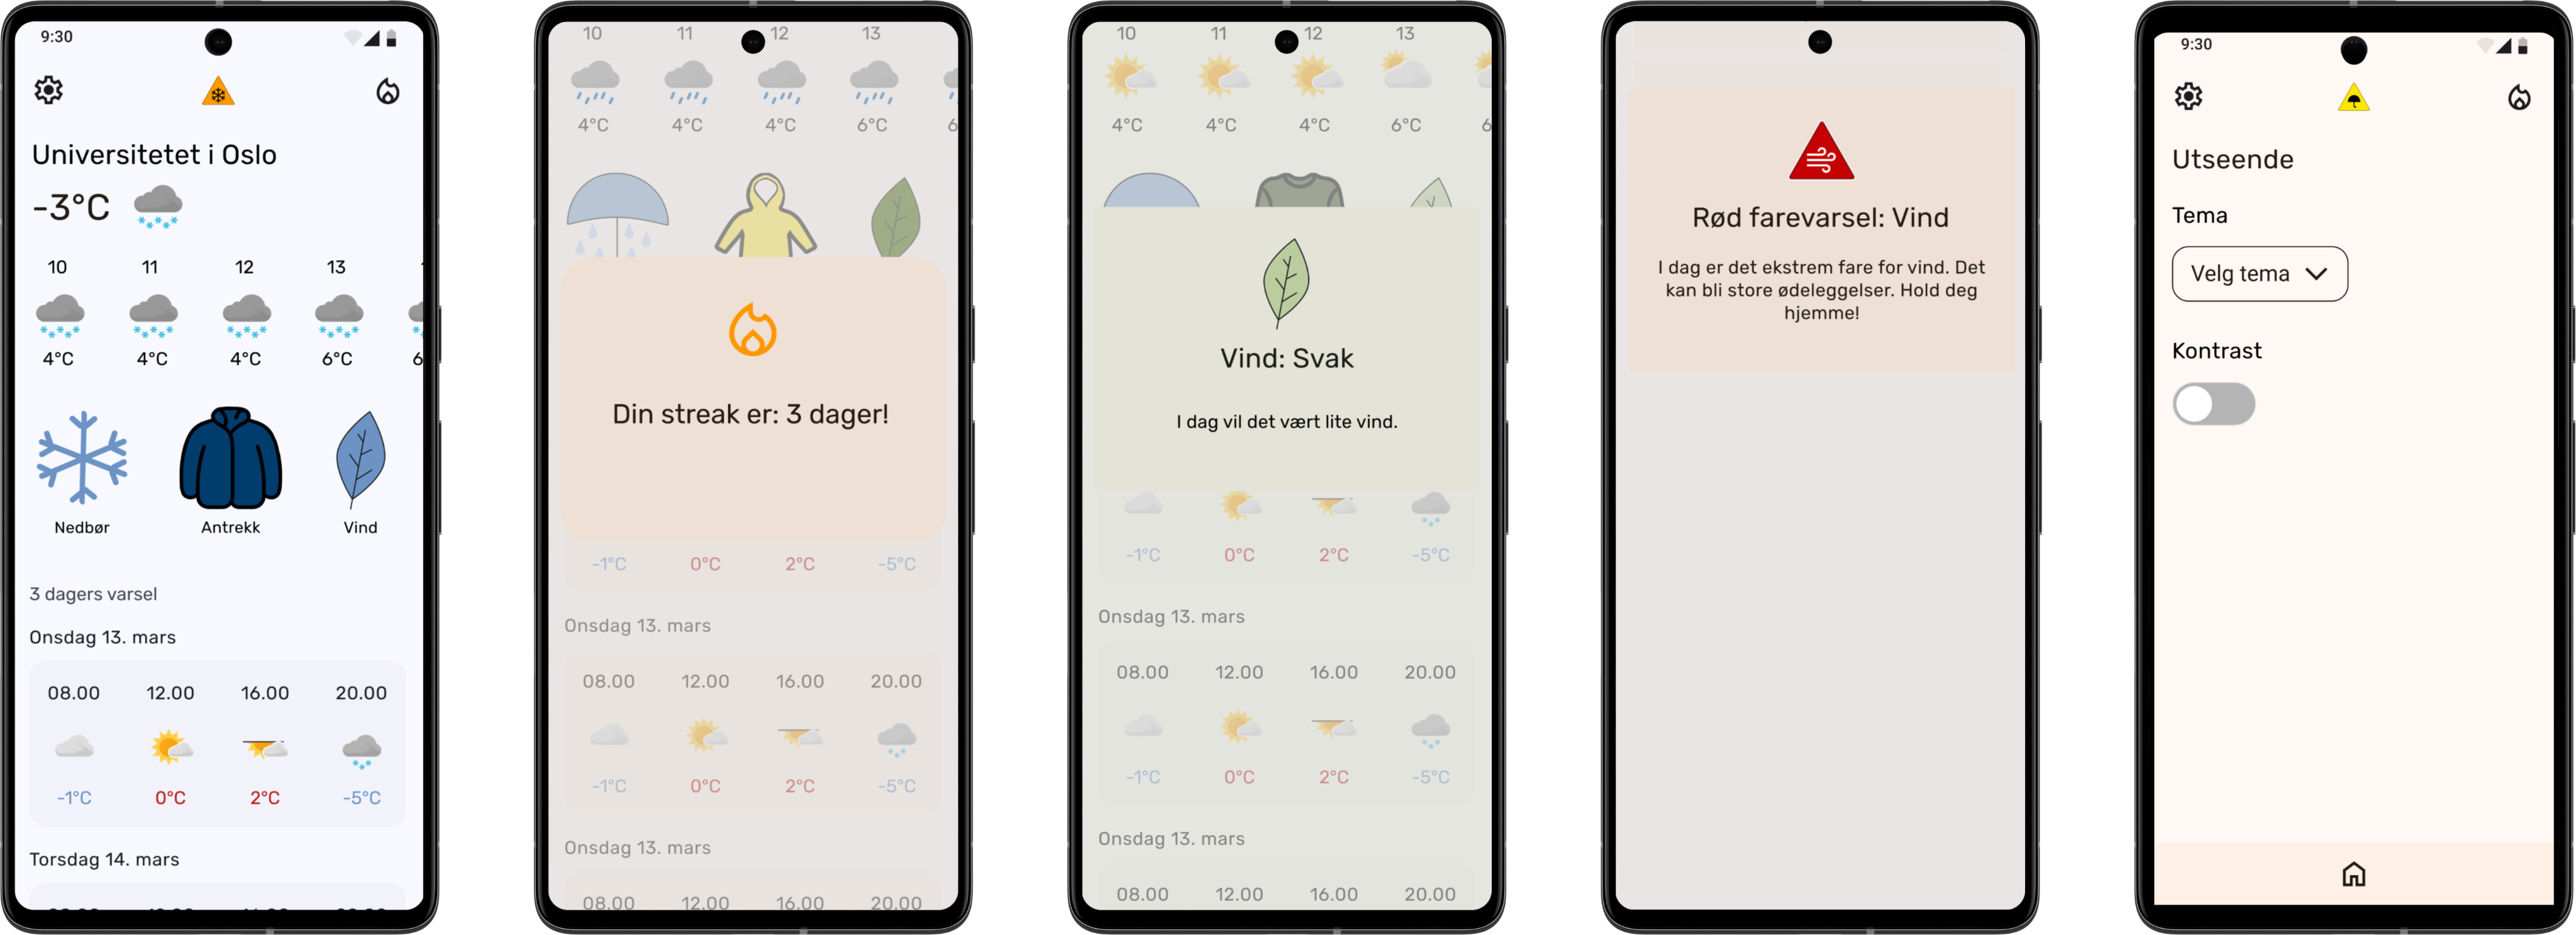 9:30
Universitetet i Oslo
-3°C
10 11 12 13
4°C 4°C 4°C 6°C 6
Nedbør Antrekk Vind
3 dagers varsel
Onsdag 13. mars
08.00 12.00 16.00 20.00
-1°C 0°C 2°C -5°C
Torsdag 14. mars
10 11 12 13
4°C 4°C 4°C 6°C 6
Din streak er: 3 dager!
-1°C 0°C 2°C -5°C
Onsdag 13. mars
08.00 12.00 16.00 20.00
-1°C 0°C 2°C -5°C
Onsdag 13. mars
08.00 12.00 16.00 20.00
10 11 12 13
4°C 4°C 4°C 6°C 6
Vind: Svak
I dag vil det vært lite vind.
-1°C 0°C 2°C -5°C
Onsdag 13. mars
08.00 12.00 16.00 20.00
-1°C 0°C 2°C -5°C
Onsdag 13. mars
08.00 12.00 16.00 20.00
Rød farevarsel: Vind
I dag er det ekstrem fare for vind. Det
kan bli store ødeleggelser. Hold deg
hjemme!
9:30
Utseende
Tema
Velg tema
Kontrast